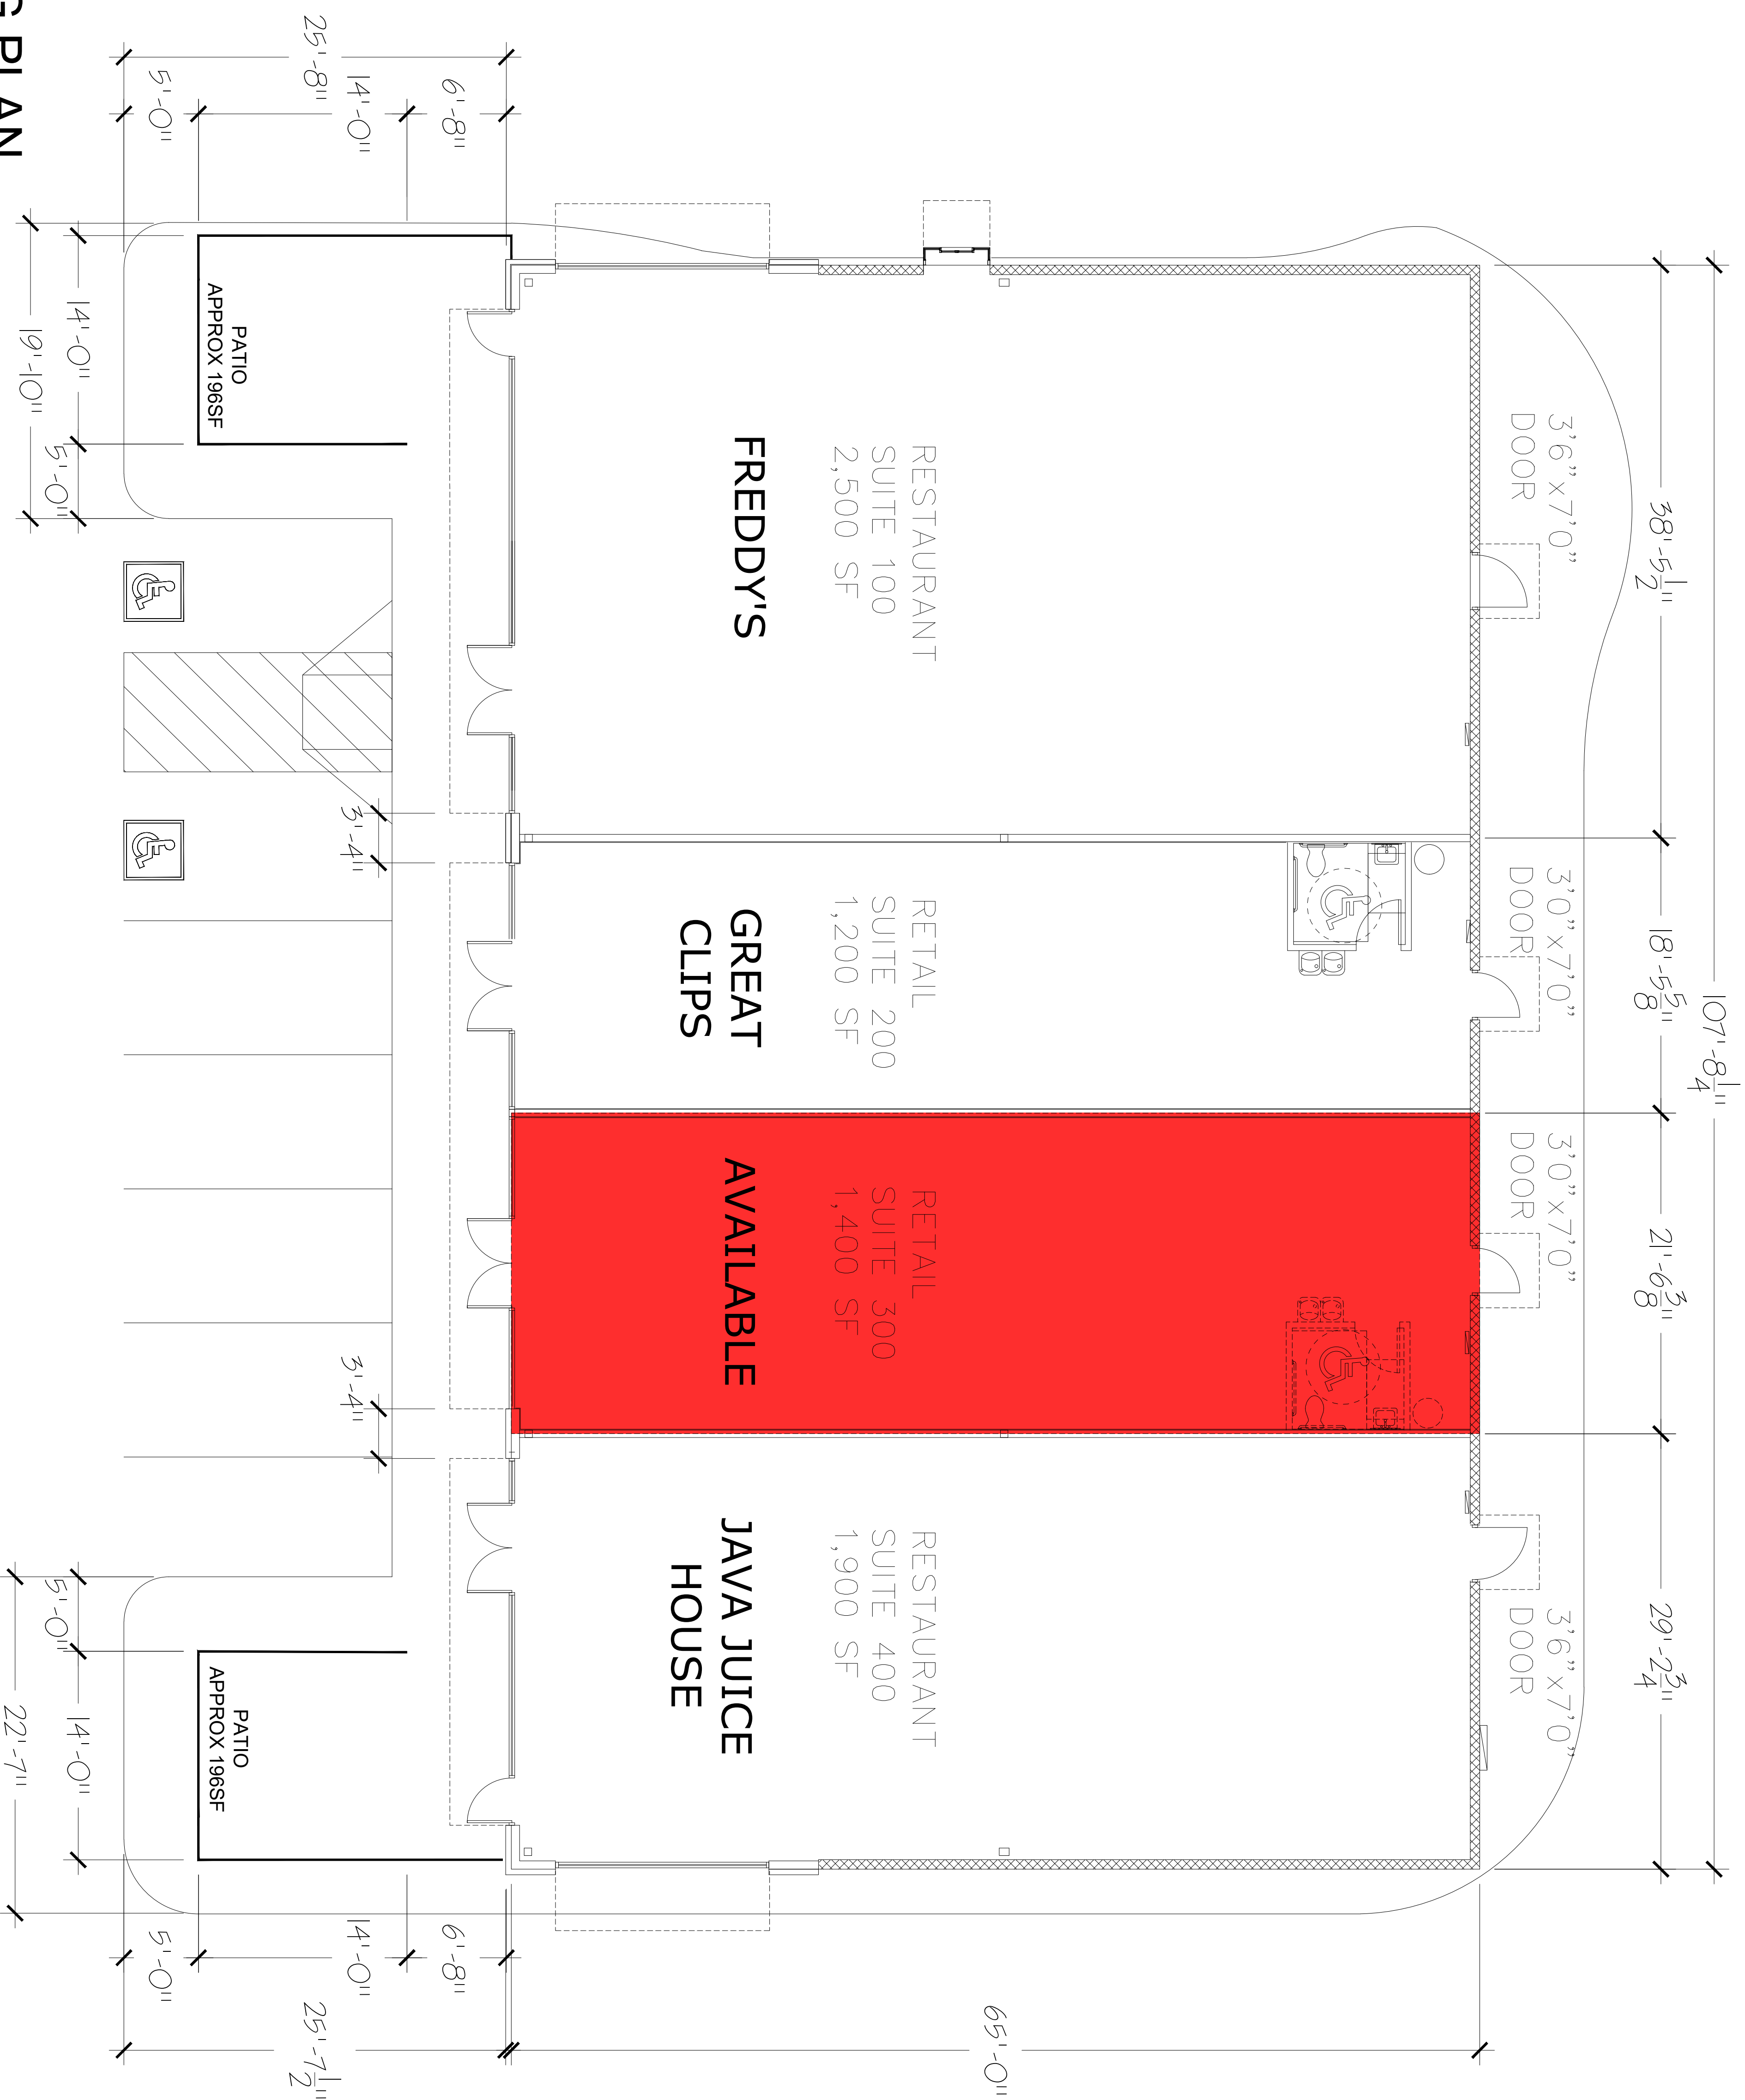 107'-8 1/4"
38'-5 1/2"
18'-5 5/8"
21'-6 3/8"
29'-2 3/4"
3'6"x7'0"
DOOR
3'0"x7'0"
DOOR
3'0"x7'0"
DOOR
3'6"x7'0"
DOOR
65'-0"
RESTAURANT
SUITE 100
2,500 SF
FREDDY'S
RETAIL
SUITE 200
1,200 SF
GREAT
CLIPS
RETAIL
SUITE 300
1,400 SF
AVAILABLE
RESTAURANT
SUITE 400
1,900 SF
JAVA JUICE
HOUSE
6'-8"
14'-0"
25'-8"
5'-0"
3'-4"
3'-4"
6'-8"
14'-0"
25'-7 1/2"
5'-0"
PATIO
APPROX 196SF
PATIO
APPROX 196SF
14'-0"
5'-0"
19'-10"
5'-0"
14'-0"
22'-7"
PLAN